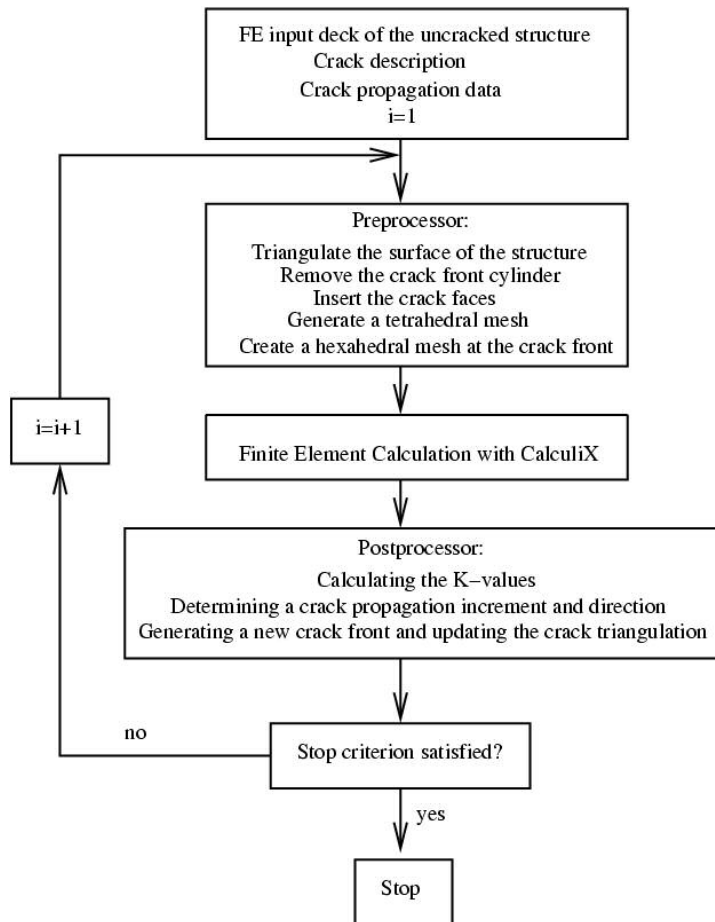 FE input deck of the uncracked structure
Crack description
Crack propagation data
i=1
Preprocessor:
Triangulate the surface of the structure
Remove the crack front cylinder
Insert the crack faces
Generate a tetrahedral mesh
Create a hexahedral mesh at the crack front
i=i+1
Finite Element Calculation with CalculiX
Postprocessor:
Calculating the K−values
Determining a crack propagation increment and direction
Generating a new crack front and updating the crack triangulation
no
Stop criterion satisfied?
yes
Stop